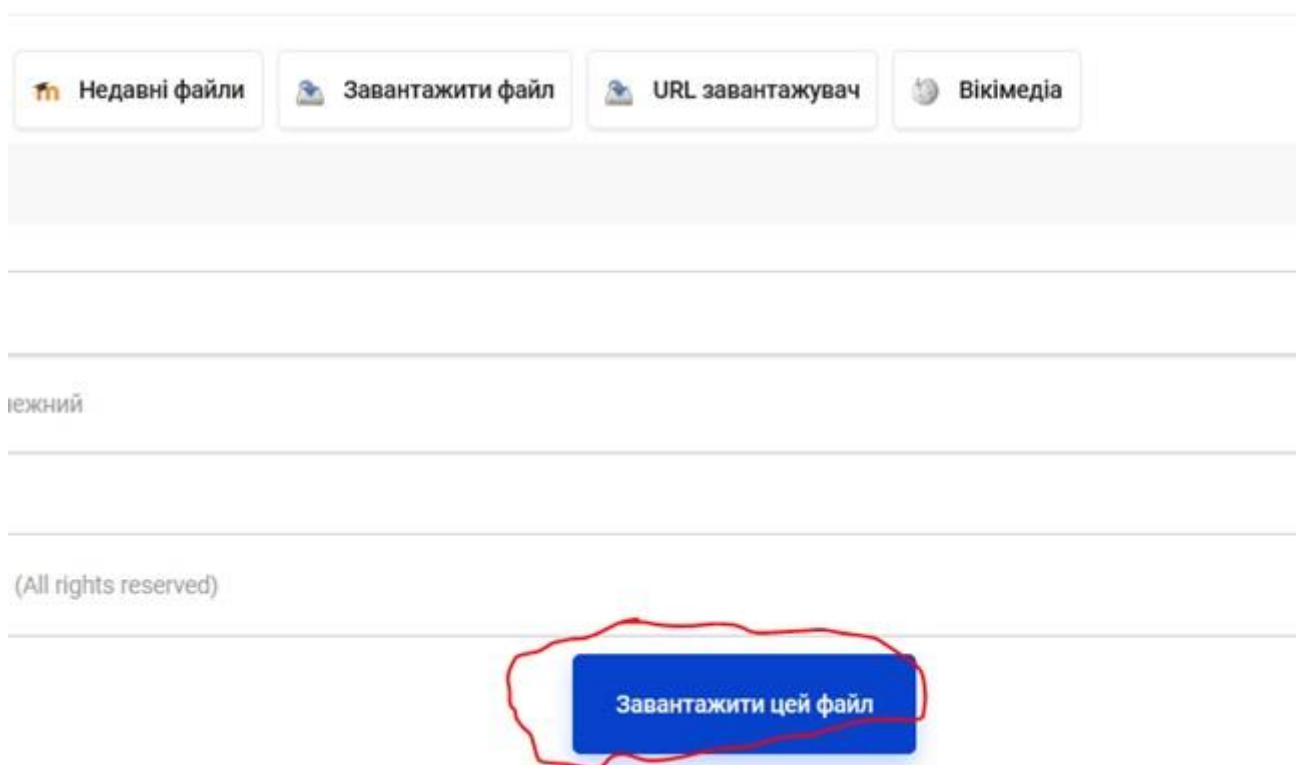 Недавні файли Завантажити файл URL завантажувач Вікімедіа
(All rights reserved)
Завантажити цей файл